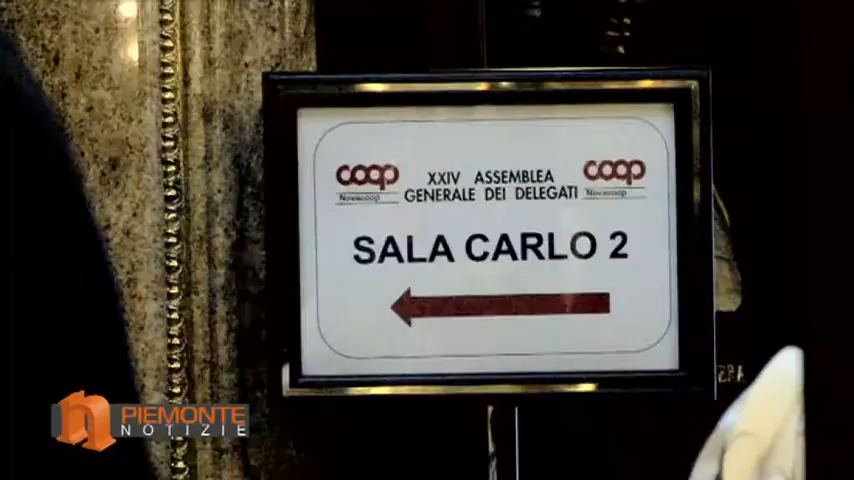 coop
Novacoop
XXIV ASSEMBLEA
GENERALE DEI DELEGATI
coop
Novacoop
SALA CARLO 2
PIEMONTE
NOTIZIE